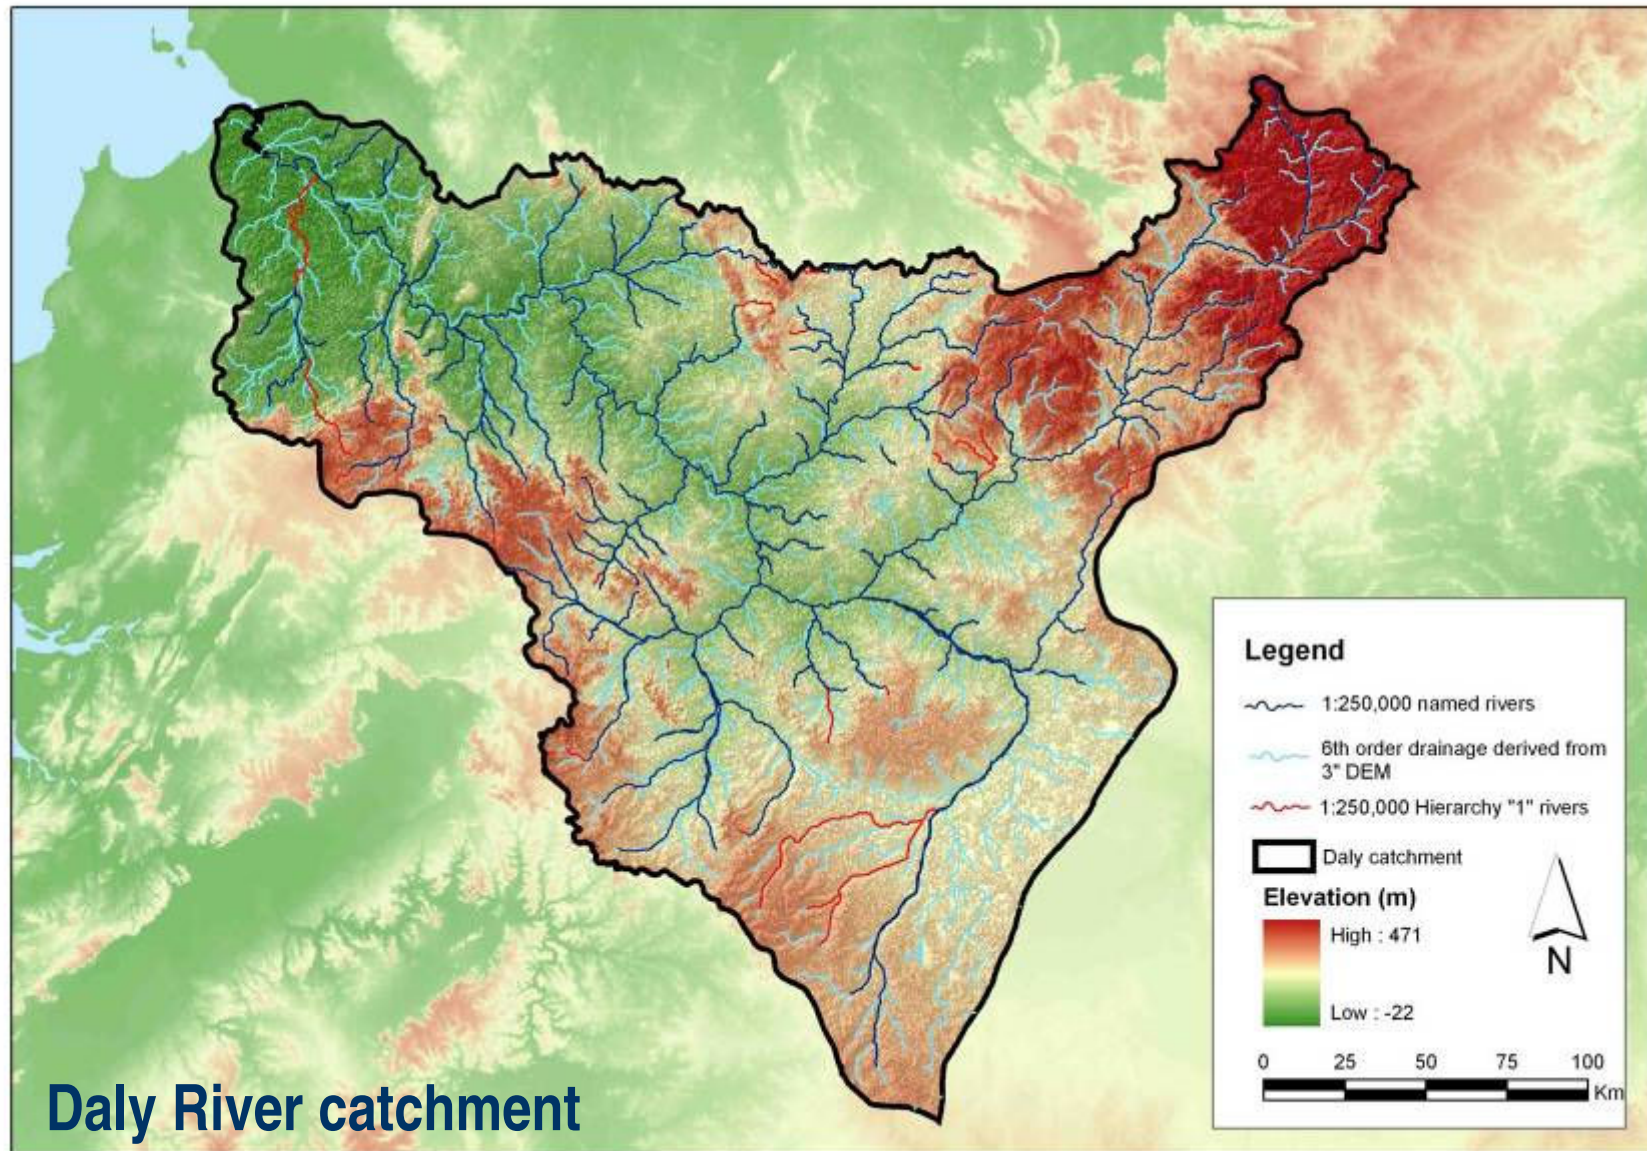 Legend
1:250,000 named rivers
6th order drainage derived from
3" DEM
1:250,000 Hierarchy "1" rivers
Daly catchment
Elevation (m)
High : 471
Low : -22
N
0 25 50 75 100
Km
Daly River catchment